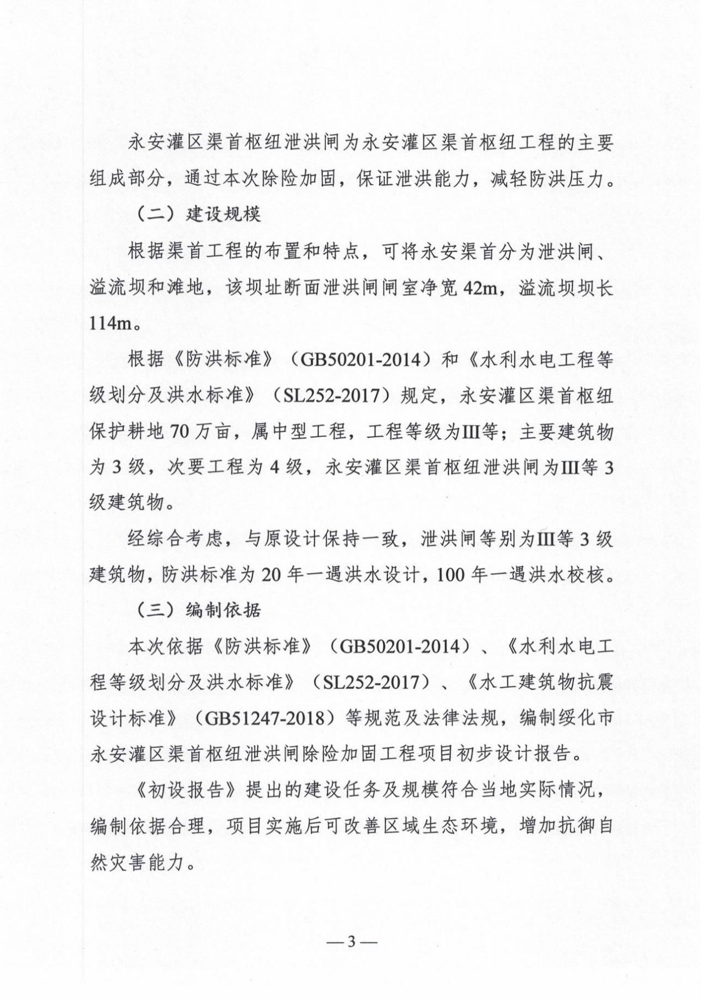 永安灌区渠首枢纽泄洪闸为永安灌区渠首枢纽工程的主要
组成部分，通过本次除险加固，保证泄洪能力，减轻防洪压力。
（二）建设规模
根据渠首工程的布置和特点，可将永安渠首分为泄洪闸、
溢流坝和滩地，该坝址断面泄洪闸闸室净宽 42m，溢流坝坝长
114m。
根据《防洪标准》（GB50201-2014）和《水利水电工程等
级划分及洪水标准》（SL252-2017）规定，永安灌区渠首枢纽
保护耕地 70 万亩，属中型工程，工程等级为Ⅲ等；主要建筑物
为 3 级，次要工程为 4 级，永安灌区渠首枢纽泄洪闸为Ⅲ等 3
级建筑物。
经综合考虑，与原设计保持一致，泄洪闸等别为Ⅲ等 3 级
建筑物，防洪标准为 20 年一遇洪水设计，100 年一遇洪水校核。
（三）编制依据
本次依据《防洪标准》（GB50201-2014）、《水利水电工
程等级划分及洪水标准》（SL252-2017）、《水工建筑物抗震
设计标准》（GB51247-2018）等规范及法律法规，编制绥化市
永安灌区渠首枢纽泄洪闸除险加固工程项目初步设计报告。
《初设报告》提出的建设任务及规模符合当地实际情况，
编制依据合理，项目实施后可改善区域生态环境，增加抗御自
然灾害能力。
— 3 —